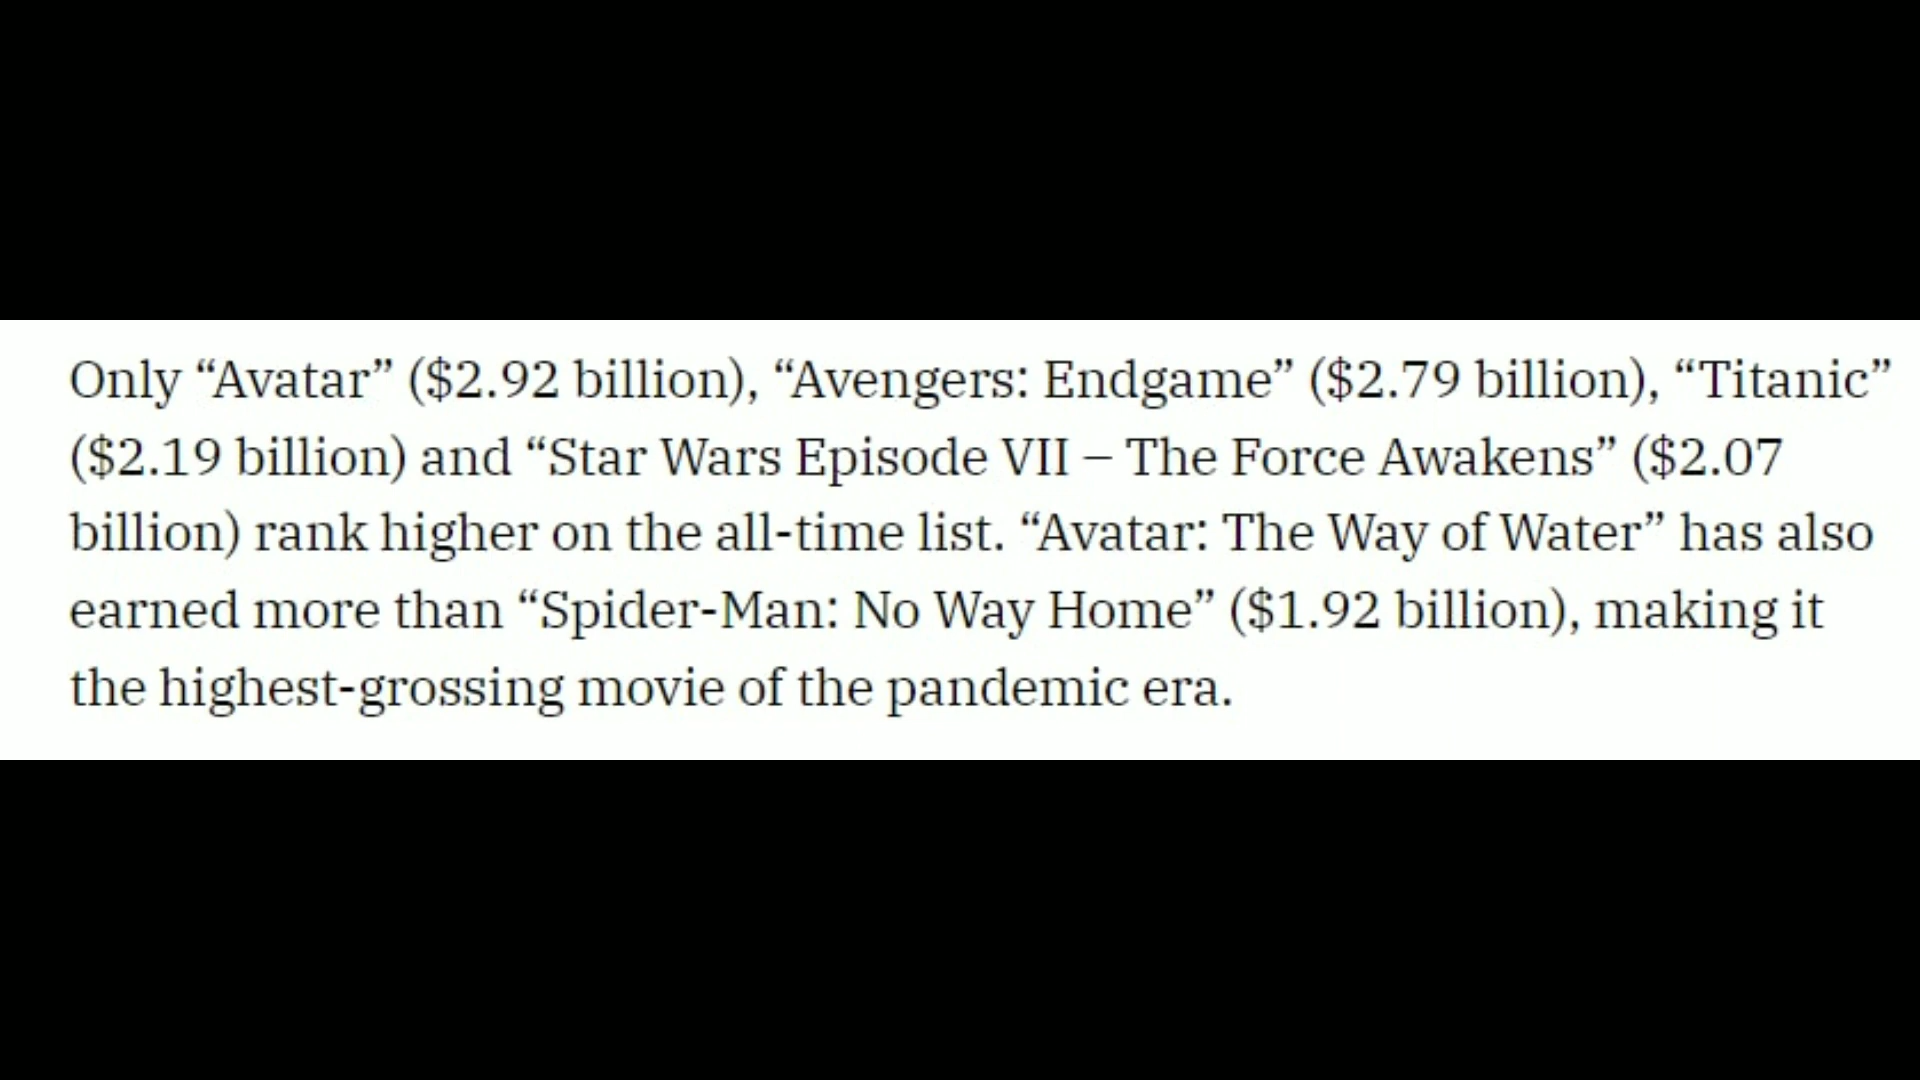 Only “Avatar” ($2.92 billion), “Avengers: Endgame” ($2.79 billion), “Titanic”
($2.19 billion) and “Star Wars Episode VII – The Force Awakens” ($2.07
billion) rank higher on the all-time list. “Avatar: The Way of Water” has also
earned more than “Spider-Man: No Way Home” ($1.92 billion), making it
the highest-grossing movie of the pandemic era.